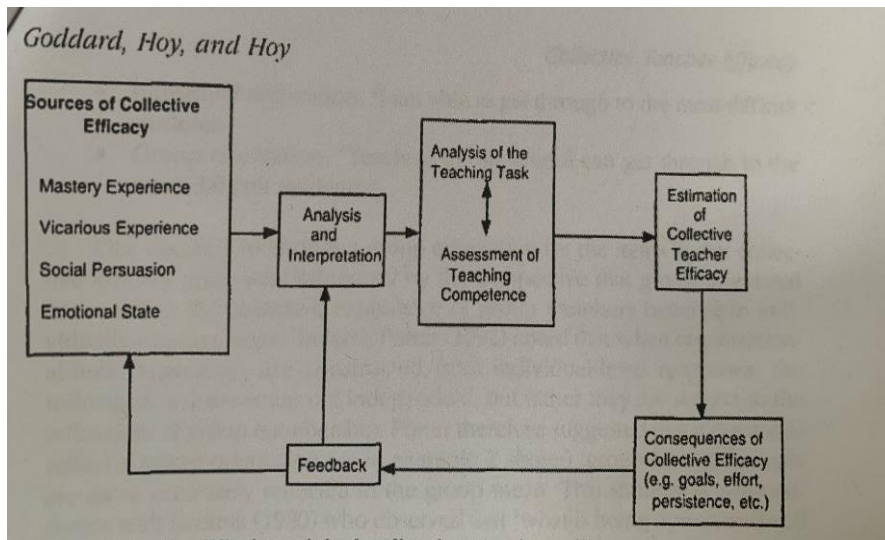 Goddard, Hoy, and Hoy
Sources of Collective
Efficacy
Mastery Experience
Vicarious Experience
Social Persuasion
Emotional State
Analysis
and
Interpretation
Analysis of the
Teaching Task
Assessment of
Teaching
Competence
Estimation
of
Collective
Teacher
Efficacy
Consequences of
Collective Efficacy
(e.g. goals, effort,
persistence, etc.)
Feedback